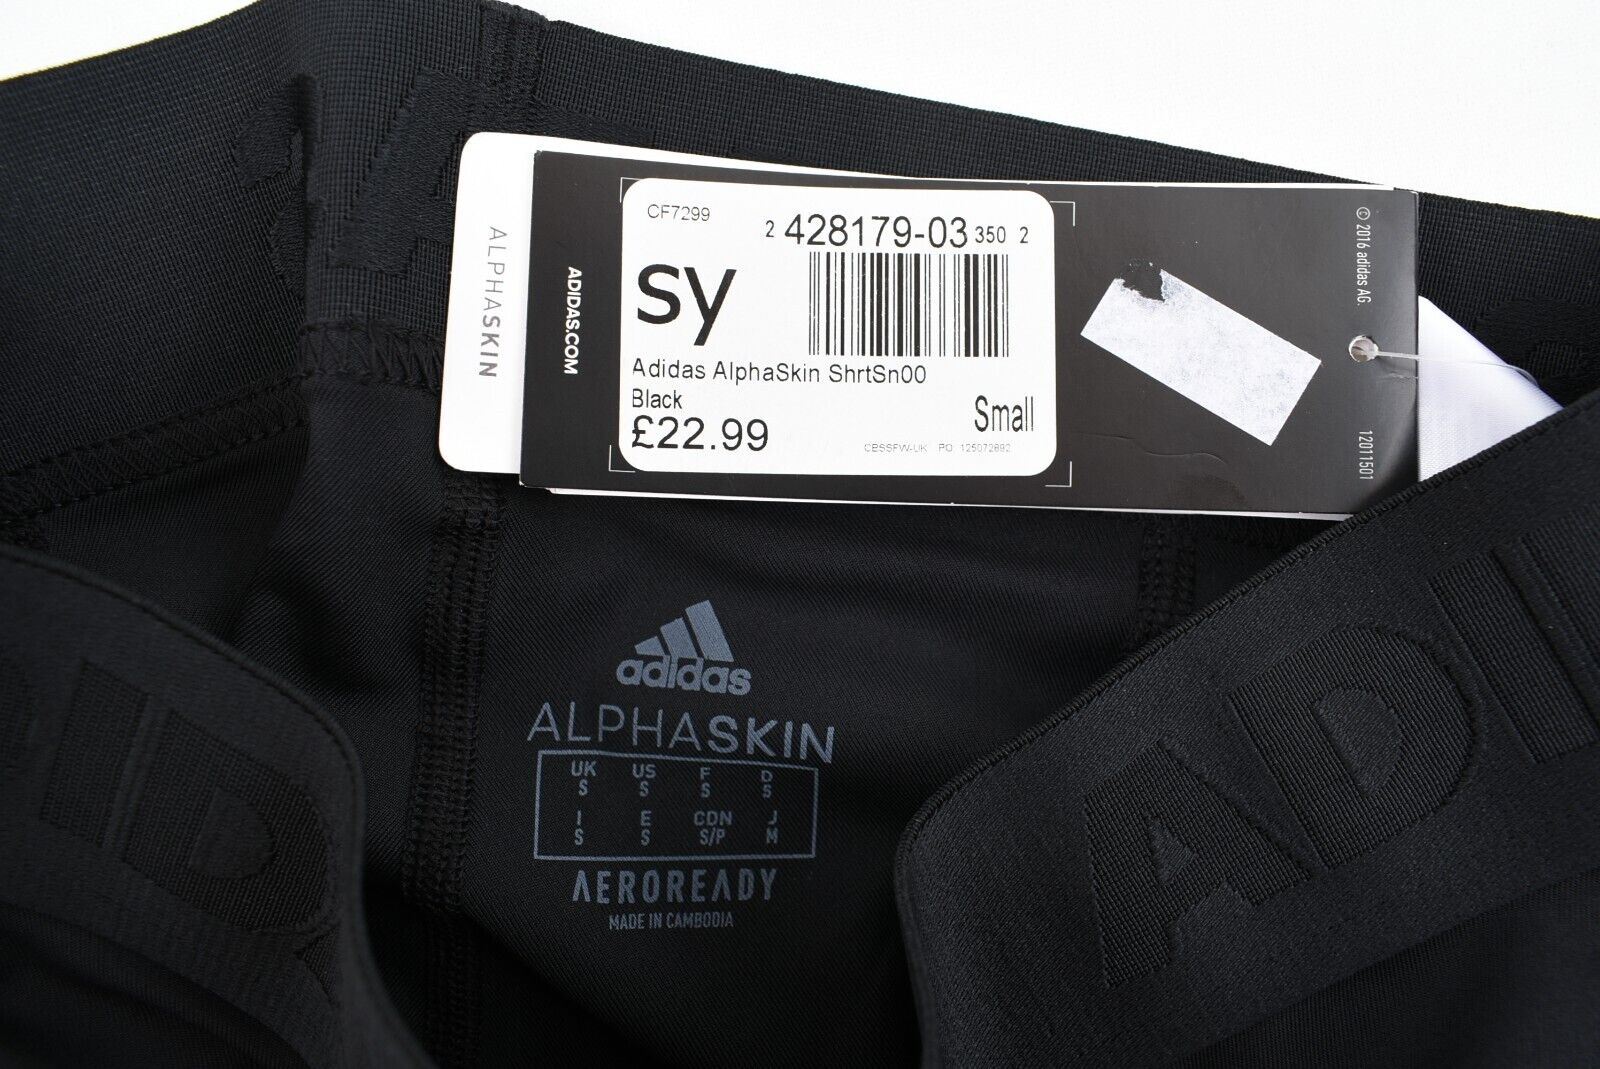 ALPHASKIN
ADIDAS.COM
CF7299
2 428179-03 350 2
sy
Adidas AlphaSkin ShrtSn00
Black
£22.99
Small
CBSSFW-UK PO 125072692
© 2016 adidas AG.
12011501
adidas
ALPHASKIN
UK US F D
S S S S
I E CDN J
S S S/P M
AEROREADY
MADE IN CAMBODIA
ADI